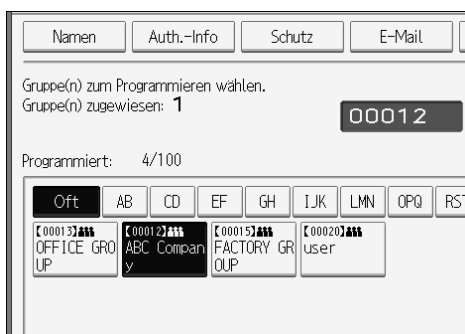 Namen Auth.-Info Schutz E-Mail
Gruppe(n) zum Programmieren wählen.
Gruppe(n) zugewiesen: 1
00012
Programmiert: 4/100
Oft AB CD EF GH IJK LMN OPQ RST
【00013】 【00012】 【00015】 【00020】
OFFICE GRO ABC Compan FACTORY GR user
UP y OUP